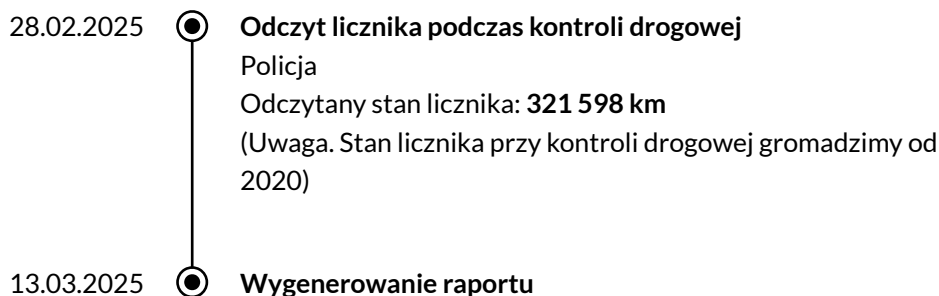 28.02.2025 Odczyt licznika podczas kontroli drogowej
Policja
Odczytany stan licznika: 321 598 km
(Uwaga. Stan licznika przy kontroli drogowej gromadzimy od
2020)
13.03.2025 Wygenerowanie raportu